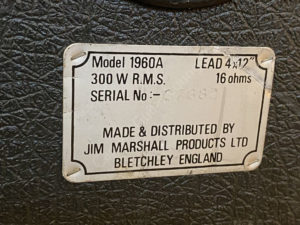 Model 1960A LEAD 4x12"
300 W R.M.S. 16 ohms
SERIAL No:-
MADE & DISTRIBUTED BY
JIM MARSHALL PRODUCTS LTD
BLETCHLEY ENGLAND